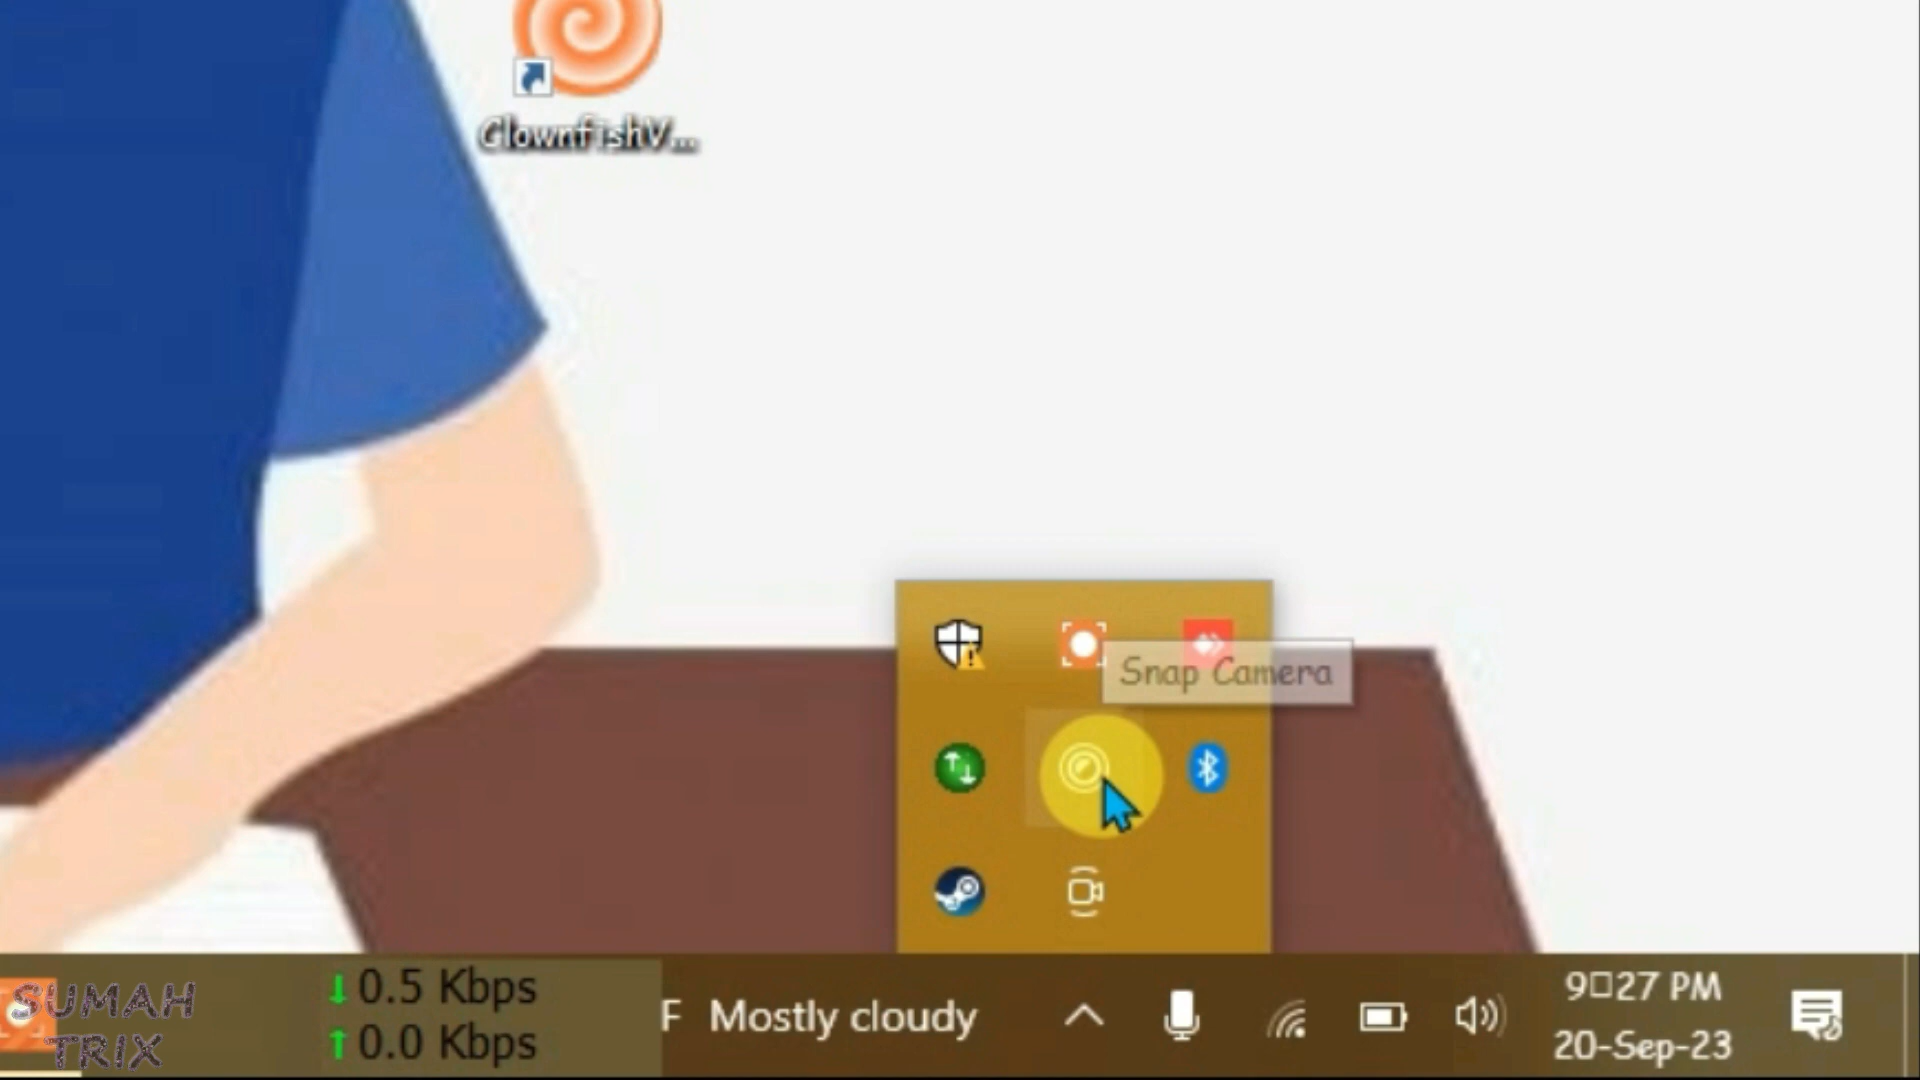 ClownfishV...
Snap Camera
SUMAH
TRIX
0.5 Kbps
0.0 Kbps
F Mostly cloudy
9□27 PM
20-Sep-23